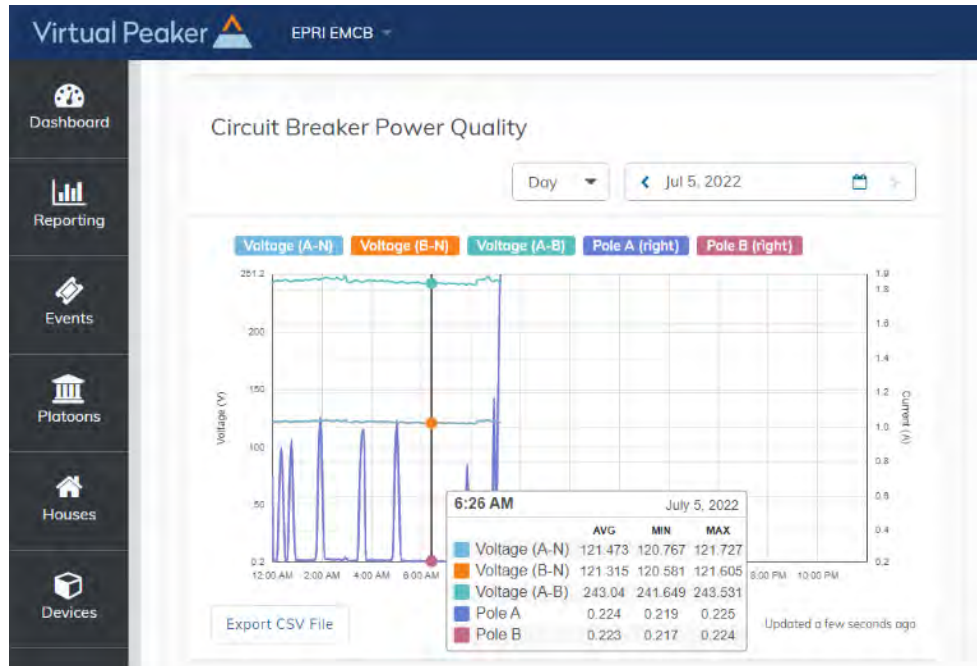 Virtual Peaker EPRI EMCB
Dashboard
Reporting
Events
Platoons
Houses
Devices
Circuit Breaker Power Quality
Day Jul 5, 2022
Voltage (A-N) Voltage (B-N) Voltage (A-B) Pole A (right) Pole B (right)
Voltage (V)
200
150
100
50
0.2
Current (A)
1.9
1.8
1.6
1.4
1.2
1.0
0.8
0.6
0.4
0.2
12:00 AM 2:00 AM 4:00 AM 6:00 AM 8:00 PM 10:00 PM
6:26 AM July 5, 2022
AVG MIN MAX
Voltage (A-N) 121.473 120.767 121.727
Voltage (B-N) 121.315 120.581 121.605
Voltage (A-B) 243.04 241.649 243.531
Pole A 0.224 0.219 0.225
Pole B 0.223 0.217 0.224
Export CSV File
Updated a few seconds ago